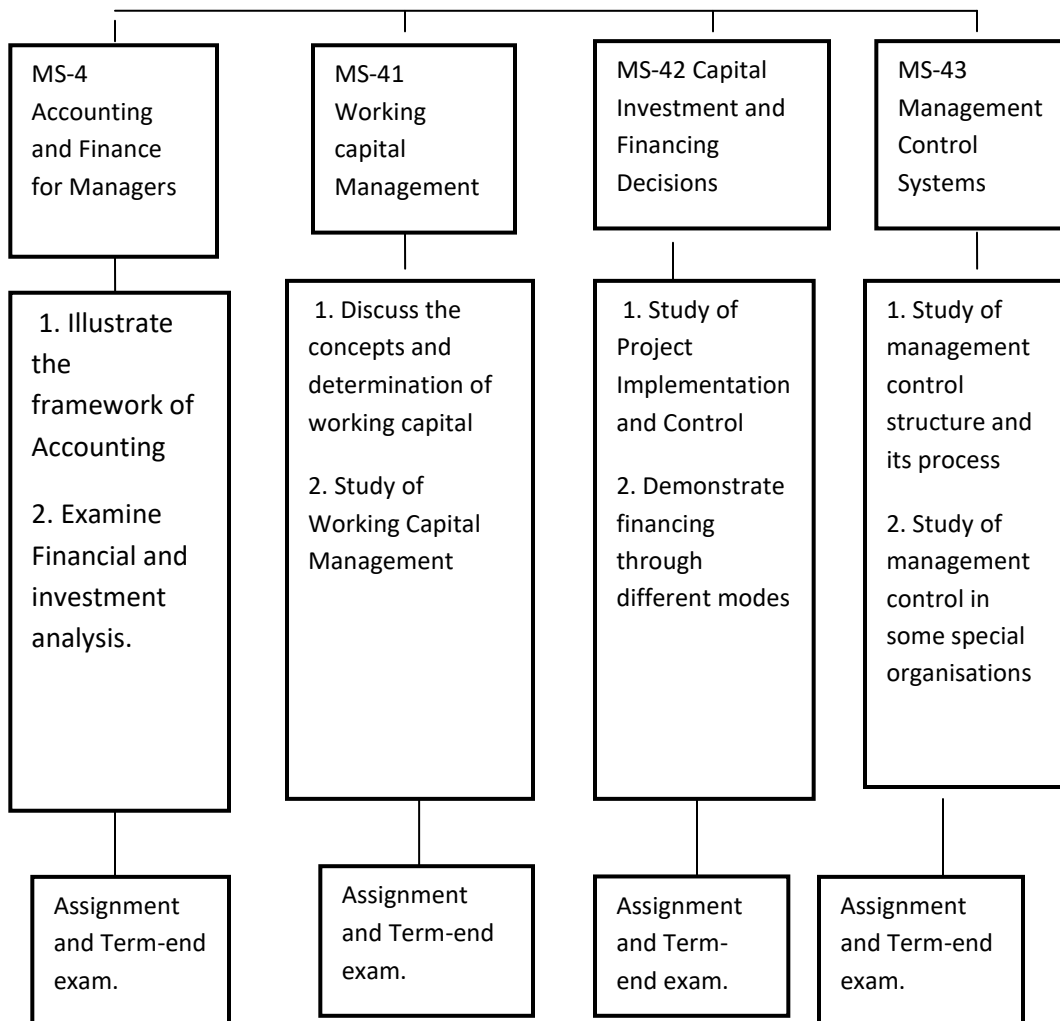 MS-4
Accounting
and Finance
for Managers
MS-41
Working
capital
Management
MS-42 Capital
Investment and
Financing
Decisions
MS-43
Management
Control
Systems
1. Illustrate
the
framework of
Accounting
2. Examine
Financial and
investment
analysis.
1. Discuss the
concepts and
determination of
working capital
2. Study of
Working Capital
Management
1. Study of
Project
Implementation
and Control
2. Demonstrate
financing
through
different modes
1. Study of
management
control
structure and
its process
2. Study of
management
control in
some special
organisations
Assignment
and Term-end
exam.
Assignment
and Term-end
exam.
Assignment
and Term-
end exam.
Assignment
and Term-end
exam.